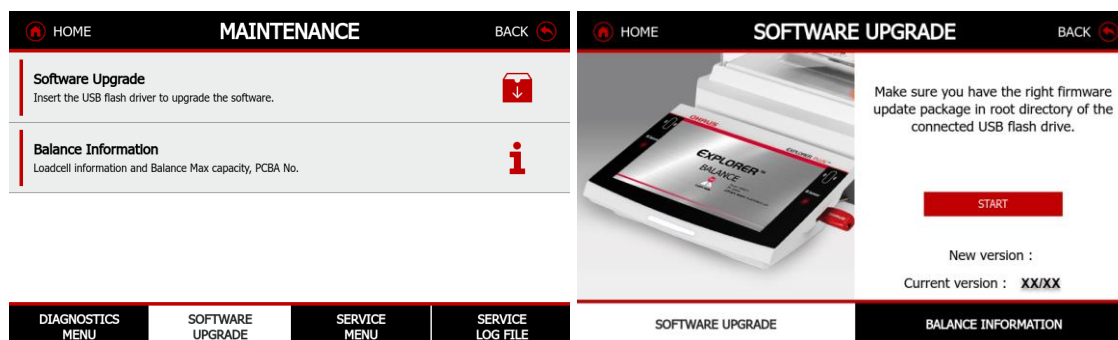 HOME MAINTENANCE BACK
Software Upgrade
Insert the USB flash driver to upgrade the software.
Balance Information
Loadcell information and Balance Max capacity, PCBA No.
DIAGNOSTICS
MENU
SOFTWARE
UPGRADE
SERVICE
MENU
SERVICE
LOG FILE
HOME SOFTWARE UPGRADE BACK
OHAUS
EXPLORER™
BALANCE
Make sure you have the right firmware
update package in root directory of the
connected USB flash drive.
START
New version :
Current version : XX/XX
SOFTWARE UPGRADE
BALANCE INFORMATION